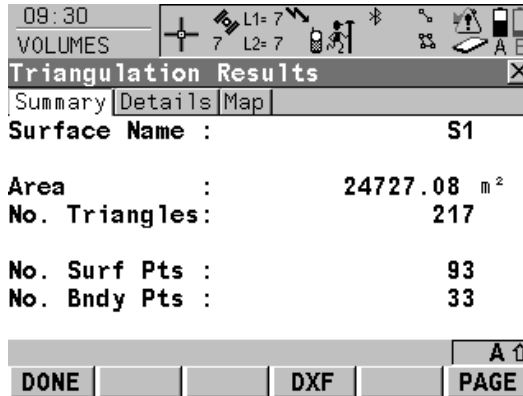 09:30
VOLUMES
7 L1= 7
L2= 7
A B
Triangulation Results
Summary Details Map
Surface Name : S1
Area : 24727.08 m²
No. Triangles: 217
No. Surf Pts : 93
No. Bndy Pts : 33
A
DONE DXF PAGE